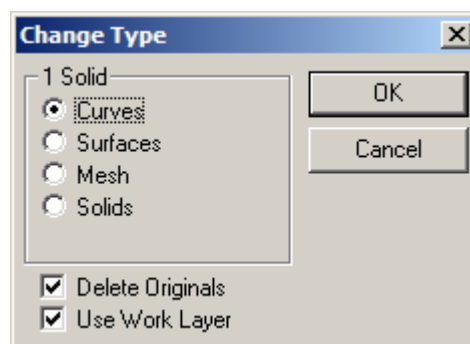 Change Type
1 Solid
Curves
Surfaces
Mesh
Solids
OK
Cancel
Delete Originals
Use Work Layer